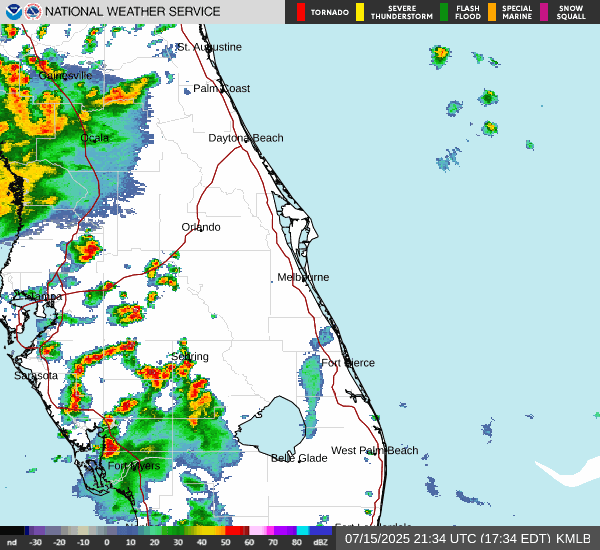 NATIONAL WEATHER SERVICE
TORNADO
SEVERE THUNDERSTORM
FLASH FLOOD
SPECIAL MARINE
SNOW SQUALL
St. Augustine
Gainesville
Palm Coast
Ocala
Daytona Beach
Orlando
Melbourne
Tampa
Sebring
Fort Pierce
Sarasota
West Palm Beach
Belle Glade
Fort Myers
Fort Lauderdale
nd -30 -20 -10 0 10 20 30 40 50 60 70 80 dBZ
07/15/2025 21:34 UTC (17:34 EDT) KMLB